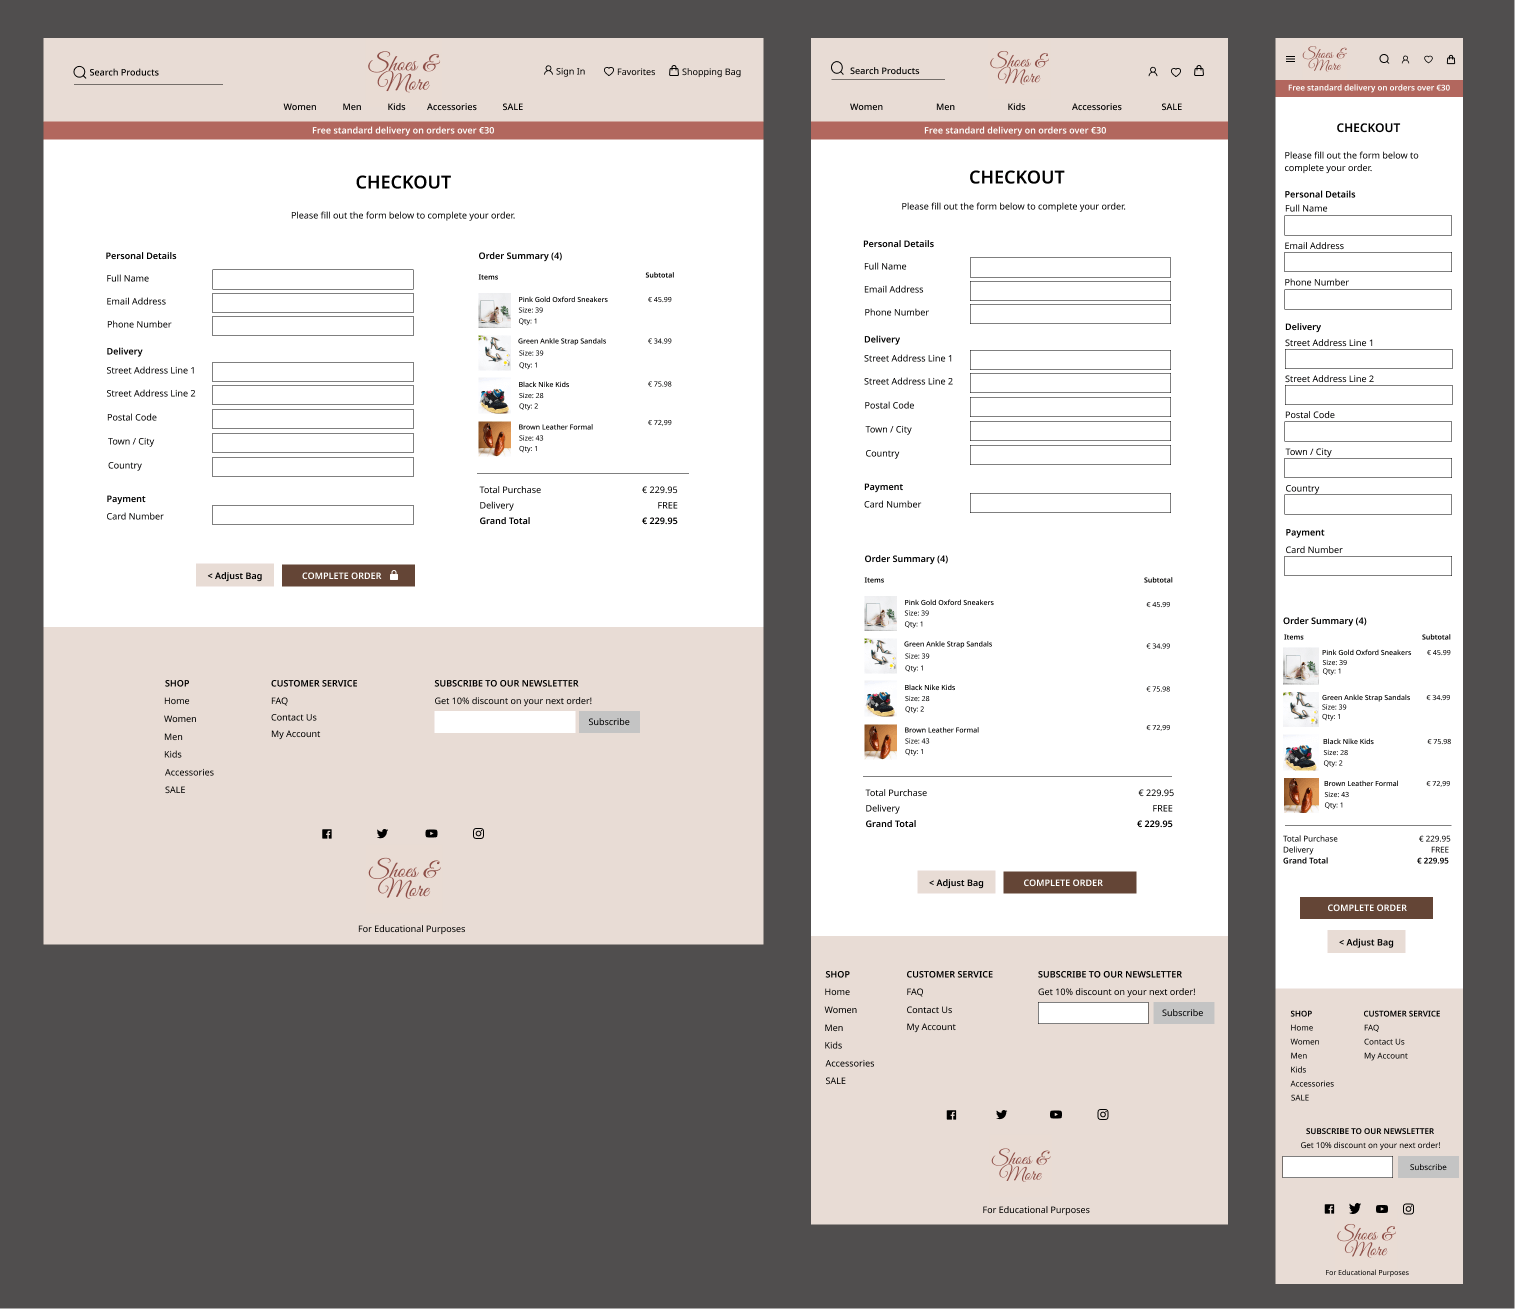 Search Products
Shoes &
More
Sign In
Favorites
Shopping Bag
Women Men Kids Accessories SALE
Free standard delivery on orders over €30
CHECKOUT
Please fill out the form below to complete your order.
Personal Details
Full Name
Email Address
Phone Number
Delivery
Street Address Line 1
Street Address Line 2
Postal Code
Town / City
Country
Payment
Card Number
Order Summary (4)
Items Subtotal
Pink Gold Oxford Sneakers € 45.99
Size: 39
Qty: 1
Green Ankle Strap Sandals € 34.99
Size: 39
Qty: 1
Black Nike Kids € 75.98
Size: 28
Qty: 2
Brown Leather Formal € 72,99
Size: 43
Qty: 1
Total Purchase € 229.95
Delivery FREE
Grand Total € 229.95
< Adjust Bag
COMPLETE ORDER
SHOP
Home
Women
Men
Kids
Accessories
SALE
CUSTOMER SERVICE
FAQ
Contact Us
My Account
SUBSCRIBE TO OUR NEWSLETTER
Get 10% discount on your next order!
Subscribe
Shoes &
More
For Educational Purposes
Search Products
Shoes &
More
Women Men Kids Accessories SALE
Free standard delivery on orders over €30
CHECKOUT
Please fill out the form below to complete your order.
Personal Details
Full Name
Email Address
Phone Number
Delivery
Street Address Line 1
Street Address Line 2
Postal Code
Town / City
Country
Payment
Card Number
Order Summary (4)
Items Subtotal
Pink Gold Oxford Sneakers € 45.99
Size: 39
Qty: 1
Green Ankle Strap Sandals € 34.99
Size: 39
Qty: 1
Black Nike Kids € 75.98
Size: 28
Qty: 2
Brown Leather Formal € 72,99
Size: 43
Qty: 1
Total Purchase € 229.95
Delivery FREE
Grand Total € 229.95
< Adjust Bag
COMPLETE ORDER
SHOP
Home
Women
Men
Kids
Accessories
SALE
CUSTOMER SERVICE
FAQ
Contact Us
My Account
SUBSCRIBE TO OUR NEWSLETTER
Get 10% discount on your next order!
Subscribe
Shoes &
More
For Educational Purposes
Shoes &
More
Free standard delivery on orders over €30
CHECKOUT
Please fill out the form below to
complete your order.
Personal Details
Full Name
Email Address
Phone Number
Delivery
Street Address Line 1
Street Address Line 2
Postal Code
Town / City
Country
Payment
Card Number
Order Summary (4)
Items Subtotal
Pink Gold Oxford Sneakers € 45.99
Size: 39
Qty: 1
Green Ankle Strap Sandals € 34.99
Size: 39
Qty: 1
Black Nike Kids € 75.98
Size: 28
Qty: 2
Brown Leather Formal € 72,99
Size: 43
Qty: 1
Total Purchase € 229.95
Delivery FREE
Grand Total € 229.95
COMPLETE ORDER
< Adjust Bag
SHOP
Home
Women
Men
Kids
Accessories
SALE
CUSTOMER SERVICE
FAQ
Contact Us
My Account
SUBSCRIBE TO OUR NEWSLETTER
Get 10% discount on your next order!
Subscribe
Shoes &
More
For Educational Purposes